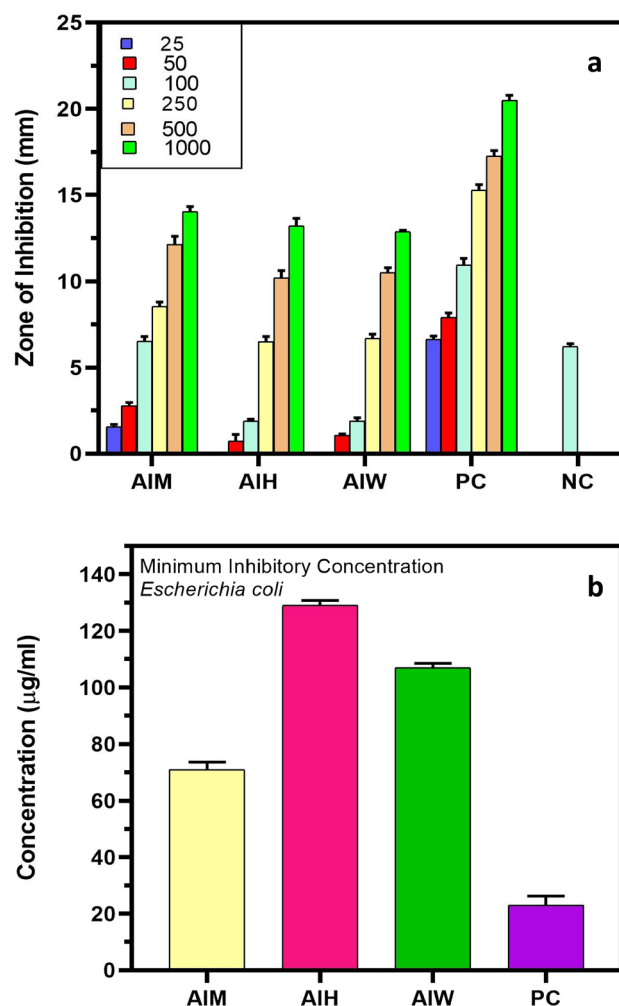 25
20
15
10
5
0
Zone of Inhibition (mm)
25
50
100
250
500
1000
a
AIM AIH AIW PC NC
140
120
100
80
60
40
20
0
Concentration (µg/ml)
Minimum Inhibitory Concentration
Escherichia coli
b
AIM AIH AIW PC